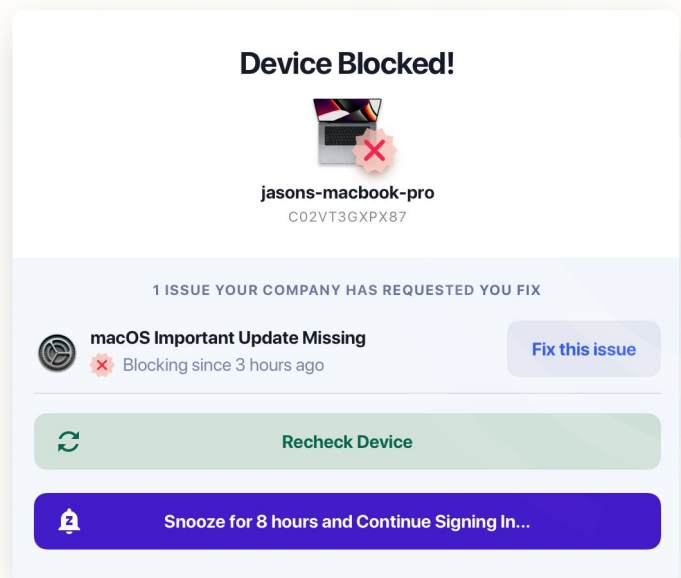 Device Blocked!
jasons-macbook-pro
C02VT3GXPX87
1 ISSUE YOUR COMPANY HAS REQUESTED YOU FIX
macOS Important Update Missing
Blocking since 3 hours ago
Fix this issue
Recheck Device
Z
Snooze for 8 hours and Continue Signing In...